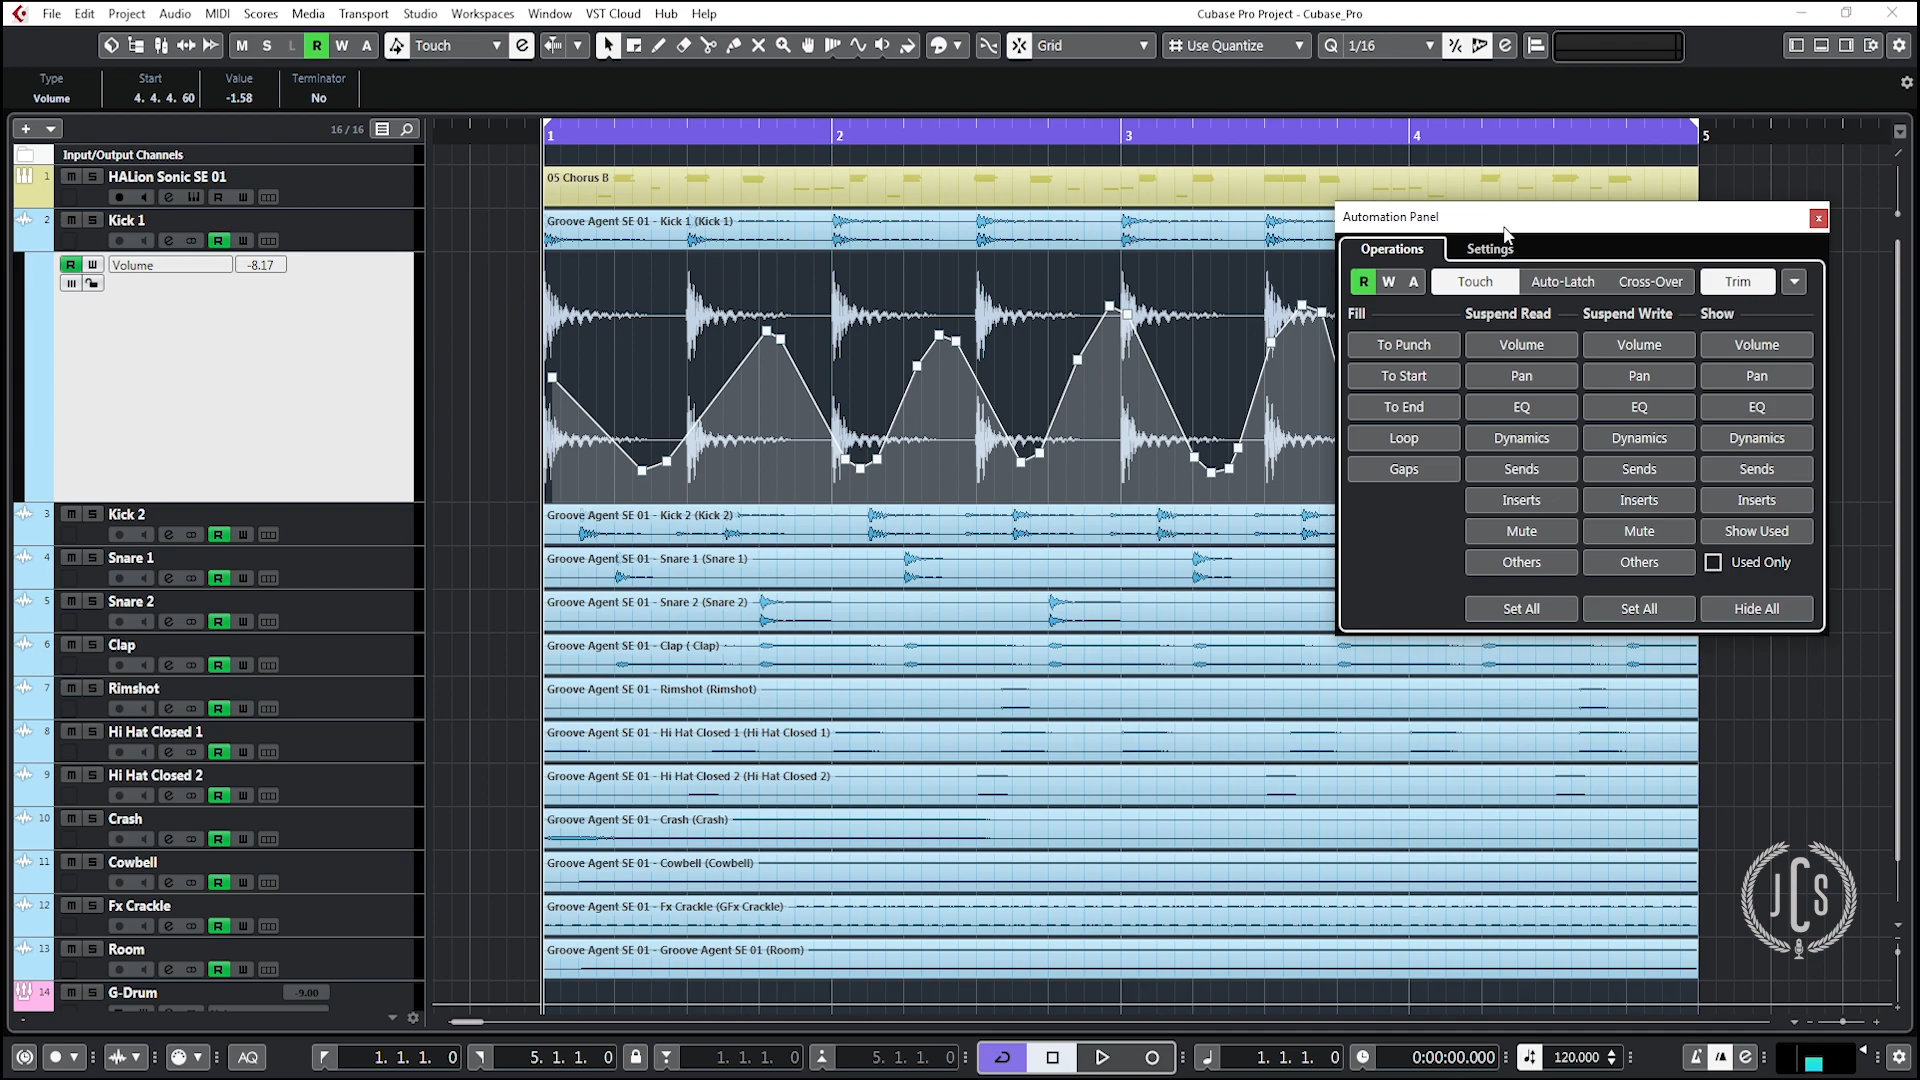 File Edit Project Audio MIDI Scores Media Transport Studio Workspaces Window VST Cloud Hub Help
Cubase Pro Project - Cubase_Pro
M S L R W A Touch e Grid # Use Quantize Q 1/16 e
Type Start Value Terminator
Volume 4. 4. 4. 60 -1.58 No
+ 16 / 16
1 2 3 4 5
Input/Output Channels
1 m S HALion Sonic SE 01
e R W
05 Chorus B
2 m S Kick 1
e R W
Groove Agent SE 01 - Kick 1 (Kick 1)
R W Volume -8.17
3 m S Kick 2
e R W
Groove Agent SE 01 - Kick 2 (Kick 2)
4 m S Snare 1
e R W
Groove Agent SE 01 - Snare 1 (Snare 1)
5 m S Snare 2
e R W
Groove Agent SE 01 - Snare 2 (Snare 2)
6 m S Clap
e R W
Groove Agent SE 01 - Clap ( Clap)
7 m S Rimshot
e R W
Groove Agent SE 01 - Rimshot (Rimshot)
8 m S Hi Hat Closed 1
e R W
Groove Agent SE 01 - Hi Hat Closed 1 (Hi Hat Closed 1)
9 m S Hi Hat Closed 2
e R W
Groove Agent SE 01 - Hi Hat Closed 2 (Hi Hat Closed 2)
10 m S Crash
e R W
Groove Agent SE 01 - Crash (Crash)
11 m S Cowbell
e R W
Groove Agent SE 01 - Cowbell (Cowbell)
12 m S Fx Crackle
e R W
Groove Agent SE 01 - Fx Crackle (GFx Crackle)
13 m S Room
e R W
Groove Agent SE 01 - Groove Agent SE 01 (Room)
14 m S G-Drum -9.00
Automation Panel x
Operations Settings
R W A Touch Auto-Latch Cross-Over Trim
Fill Suspend Read Suspend Write Show
To Punch Volume Volume Volume
To Start Pan Pan Pan
To End EQ EQ EQ
Loop Dynamics Dynamics Dynamics
Gaps Sends Sends Sends
Inserts Inserts Inserts
Mute Mute Show Used
Others Others Used Only
Set All Set All Hide All
JCS
AQ 1. 1. 1. 0 5. 1. 1. 0 1. 1. 1. 0 5. 1. 1. 0 1. 1. 1. 0 0:00:00.000 120.000 e